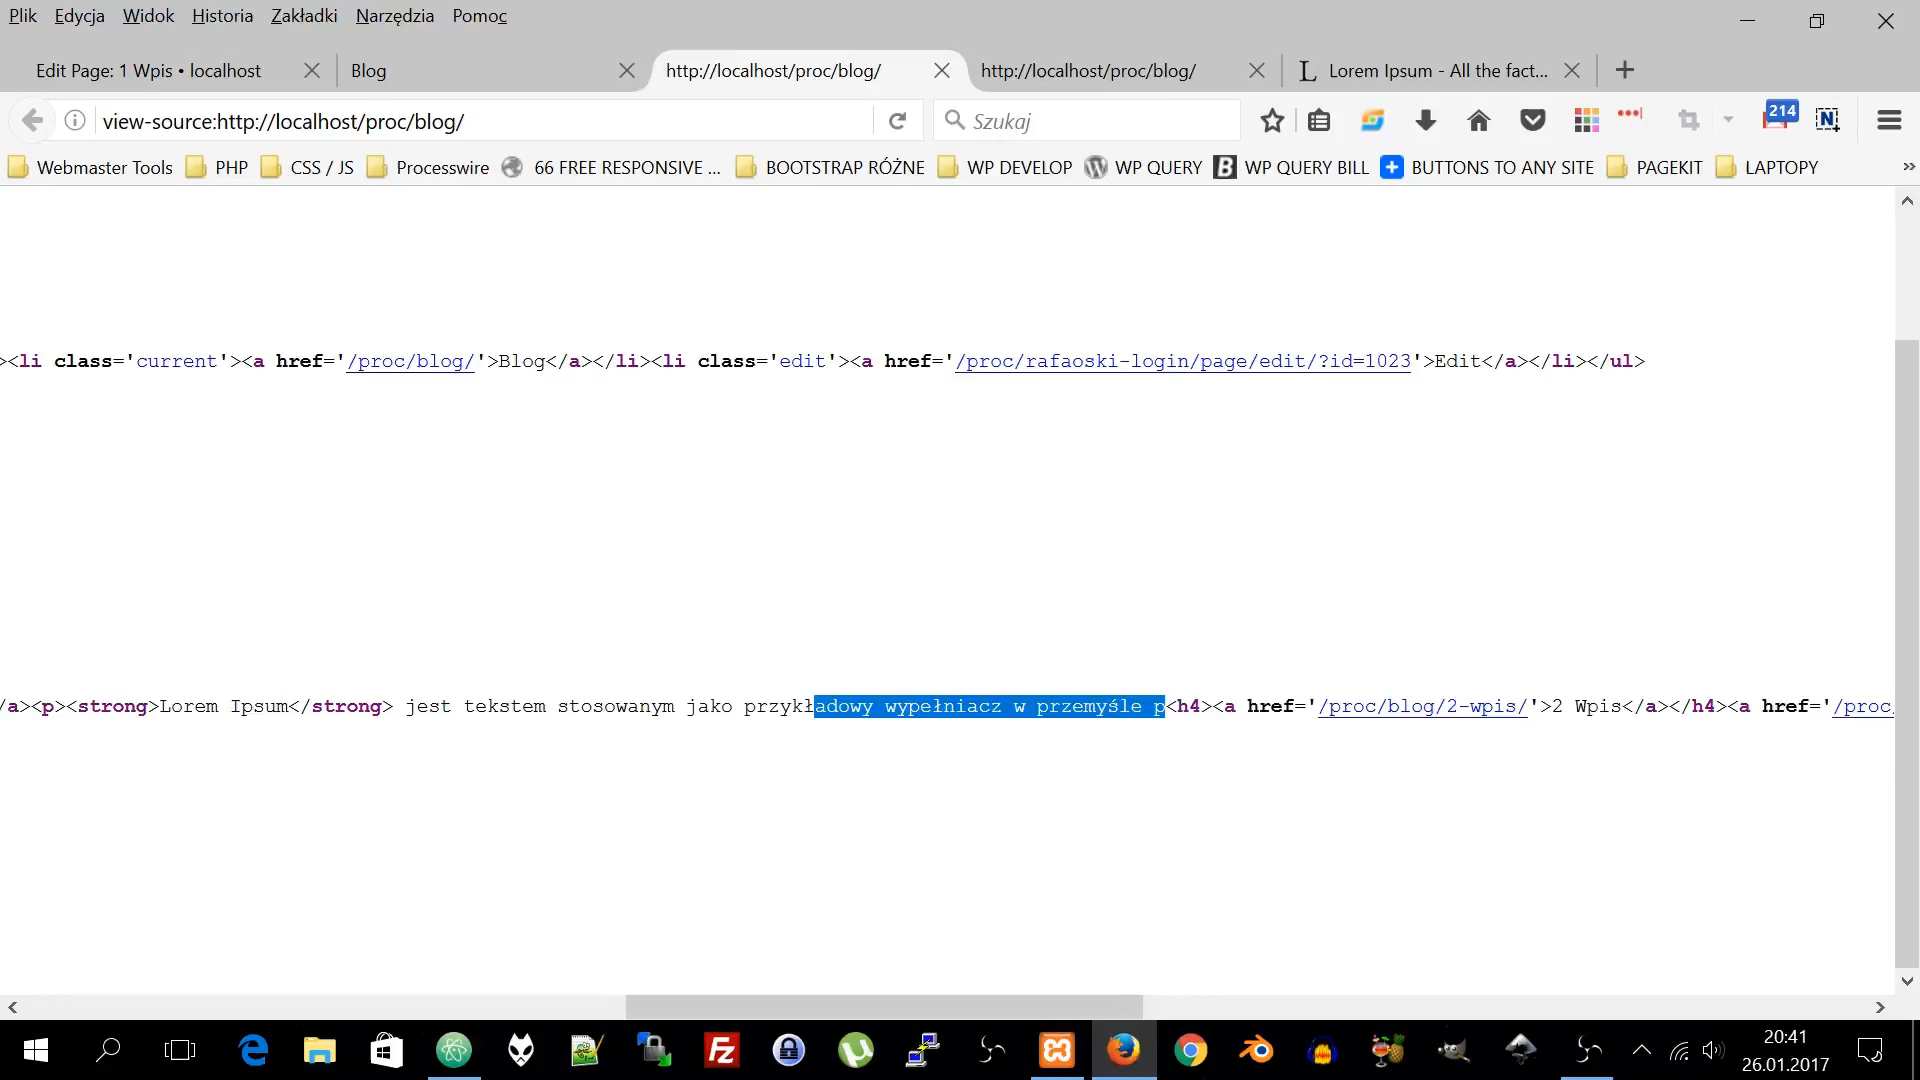 Plik Edycja Widok Historia Zakładki Narzędzia Pomoc
Edit Page: 1 Wpis • localhost Blog http://localhost/proc/blog/ http://localhost/proc/blog/ L Lorem Ipsum - All the fact...
view-source:http://localhost/proc/blog/ Szukaj 214 N
Webmaster Tools PHP CSS / JS Processwire 66 FREE RESPONSIVE ... BOOTSTRAP RÓŻNE WP DEVELOP WP QUERY B WP QUERY BILL BUTTONS TO ANY SITE PAGEKIT LAPTOPY »
><li class='current'><a href='/proc/blog/'>Blog</a></li><li class='edit'><a href='/proc/rafaoski-login/page/edit/?id=1023'>Edit</a></li></ul>
/a><p><strong>Lorem Ipsum</strong> jest tekstem stosowanym jako przykładowy wypełniacz w przemyśle p<h4><a href='/proc/blog/2-wpis/'>2 Wpis</a></h4><a href='/proc
20:41
26.01.2017